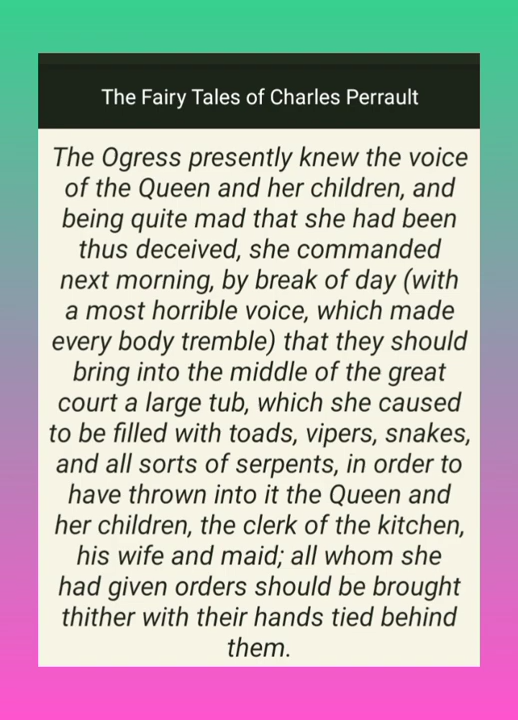 The Fairy Tales of Charles Perrault
The Ogress presently knew the voice
of the Queen and her children, and
being quite mad that she had been
thus deceived, she commanded
next morning, by break of day (with
a most horrible voice, which made
every body tremble) that they should
bring into the middle of the great
court a large tub, which she caused
to be filled with toads, vipers, snakes,
and all sorts of serpents, in order to
have thrown into it the Queen and
her children, the clerk of the kitchen,
his wife and maid; all whom she
had given orders should be brought
thither with their hands tied behind
them.